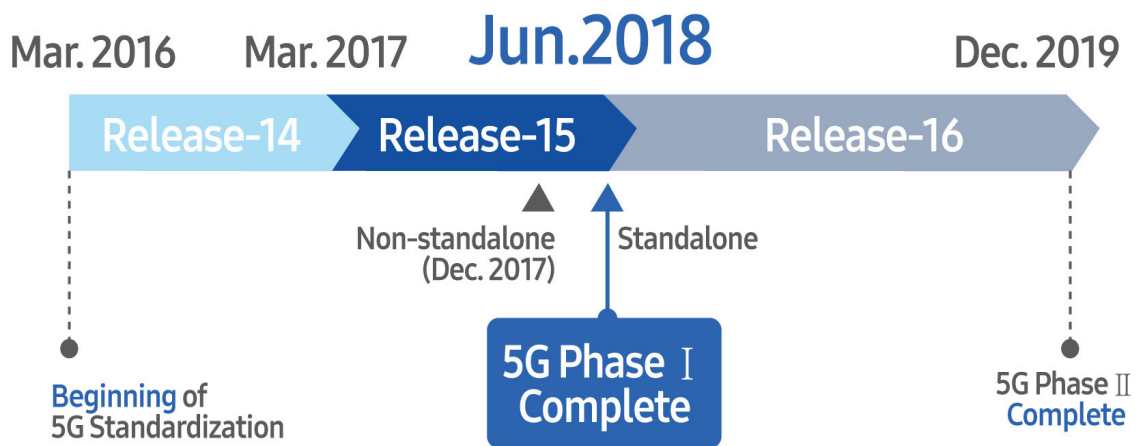 Mar. 2016 Mar. 2017 Jun.2018 Dec. 2019
Release-14 Release-15 Release-16
Non-standalone
(Dec. 2017)
Standalone
5G Phase Ⅰ
Complete
Beginning of
5G Standardization
5G Phase Ⅱ
Complete